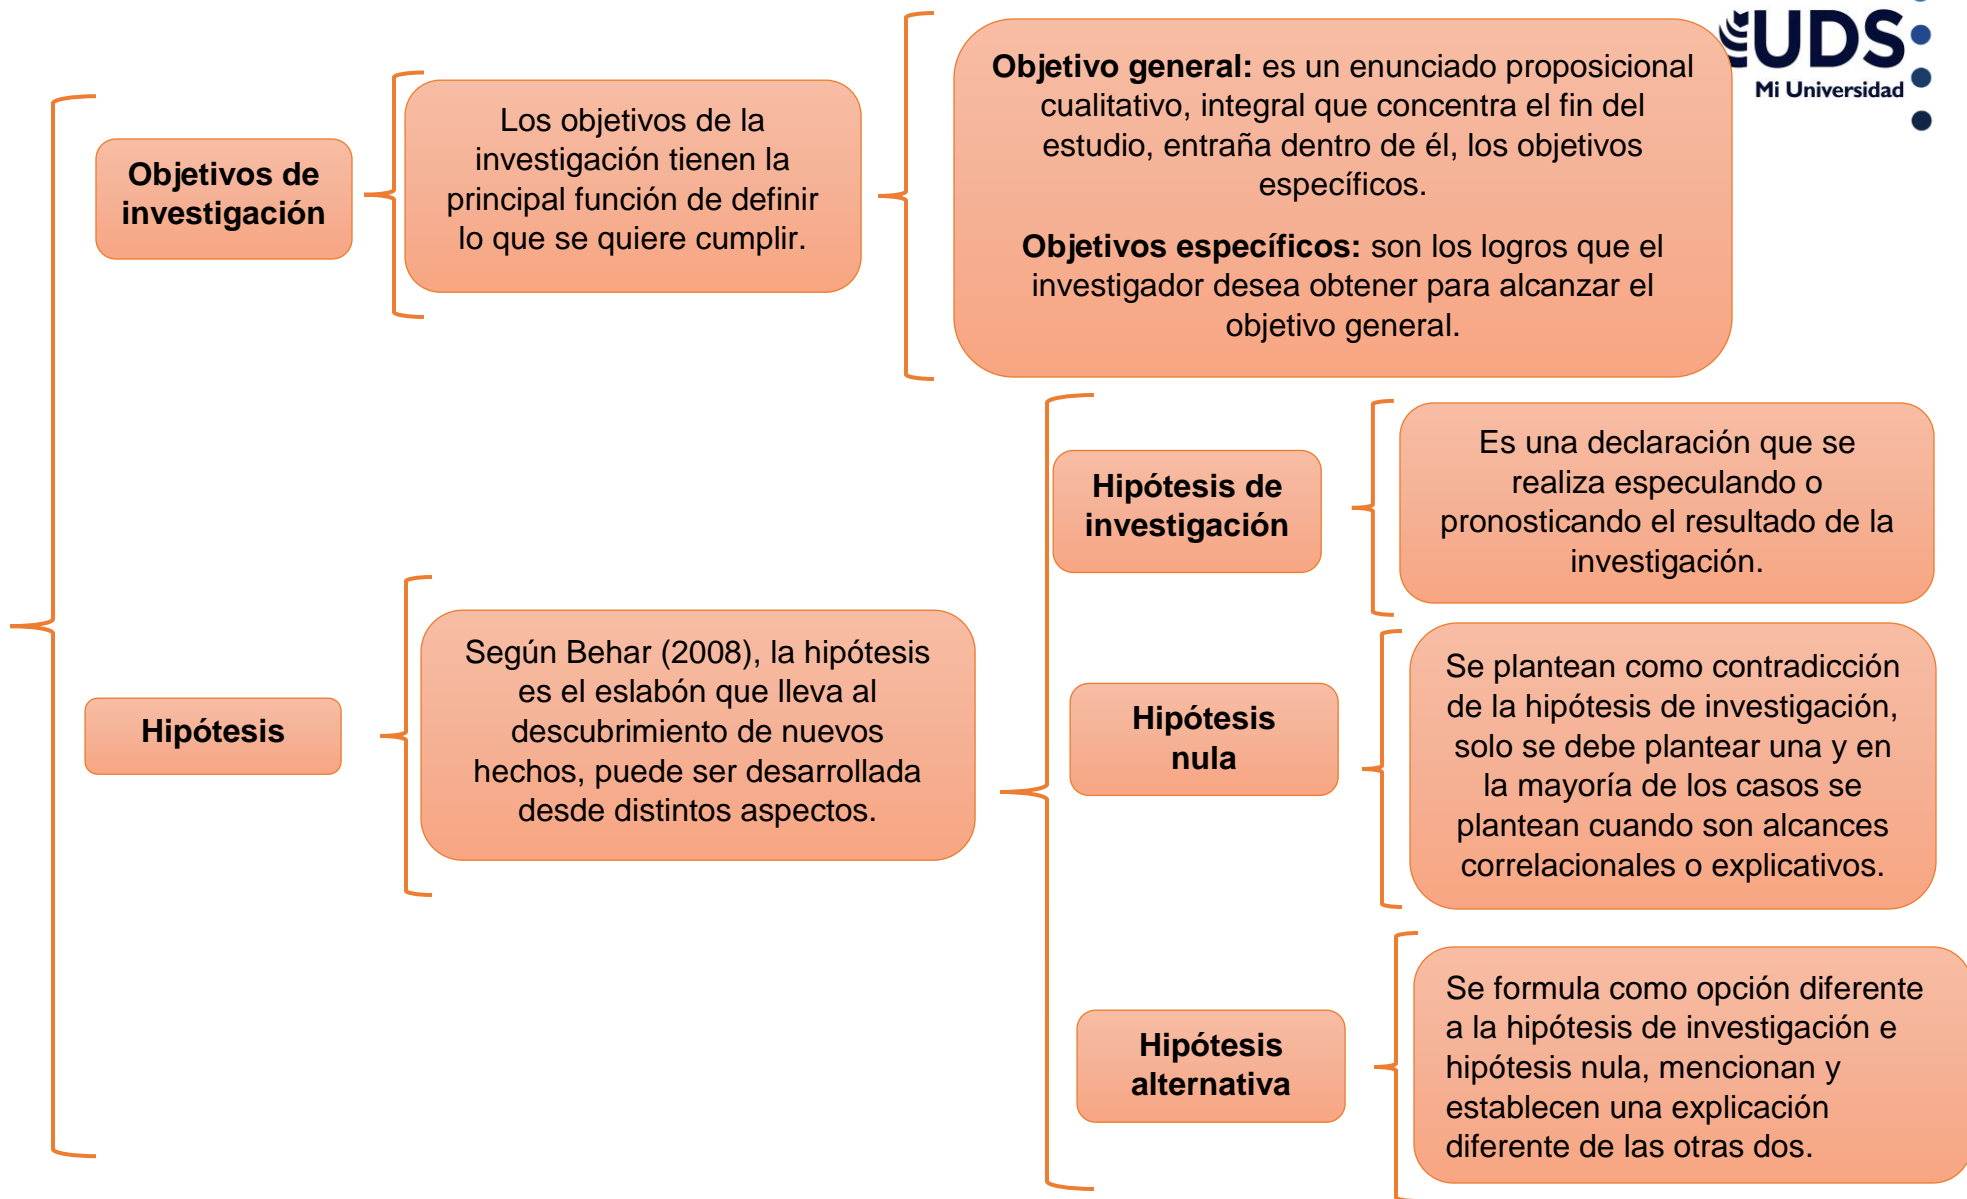 UDS
Mi Universidad
Objetivos de
investigación
Los objetivos de la
investigación tienen la
principal función de definir
lo que se quiere cumplir.
Objetivo general: es un enunciado proposicional
cualitativo, integral que concentra el fin del
estudio, entraña dentro de él, los objetivos
específicos.
Objetivos específicos: son los logros que el
investigador desea obtener para alcanzar el
objetivo general.
Hipótesis
Según Behar (2008), la hipótesis
es el eslabón que lleva al
descubrimiento de nuevos
hechos, puede ser desarrollada
desde distintos aspectos.
Hipótesis de
investigación
Es una declaración que se
realiza especulando o
pronosticando el resultado de la
investigación.
Hipótesis
nula
Se plantean como contradicción
de la hipótesis de investigación,
solo se debe plantear una y en
la mayoría de los casos se
plantean cuando son alcances
correlacionales o explicativos.
Hipótesis
alternativa
Se formula como opción diferente
a la hipótesis de investigación e
hipótesis nula, mencionan y
establecen una explicación
diferente de las otras dos.